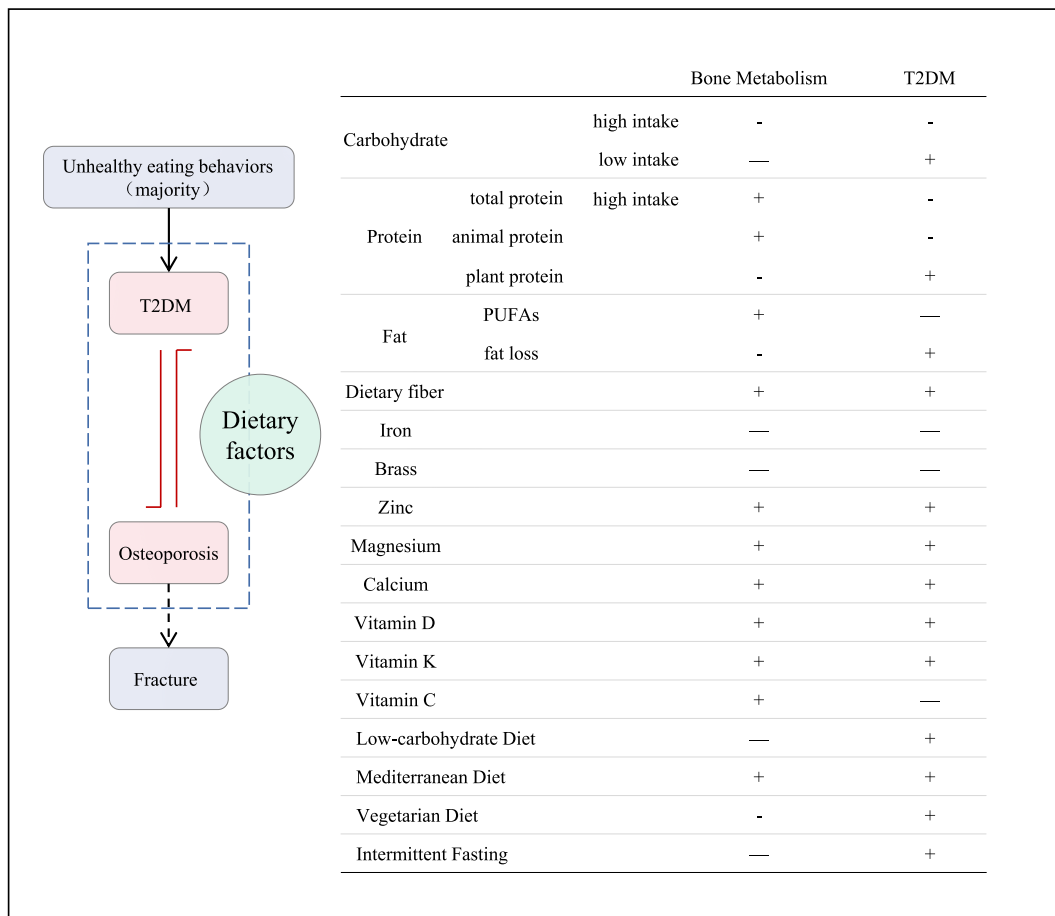 Unhealthy eating behaviors
（majority）
T2DM
Dietary
factors
Osteoporosis
Fracture
Bone Metabolism T2DM
Carbohydrate
high intake - -
low intake — +
Protein
total protein high intake + -
animal protein + -
plant protein - +
Fat
PUFAs + —
fat loss - +
Dietary fiber + +
Iron — —
Brass — —
Zinc + +
Magnesium + +
Calcium + +
Vitamin D + +
Vitamin K + +
Vitamin C + —
Low-carbohydrate Diet — +
Mediterranean Diet + +
Vegetarian Diet - +
Intermittent Fasting — +